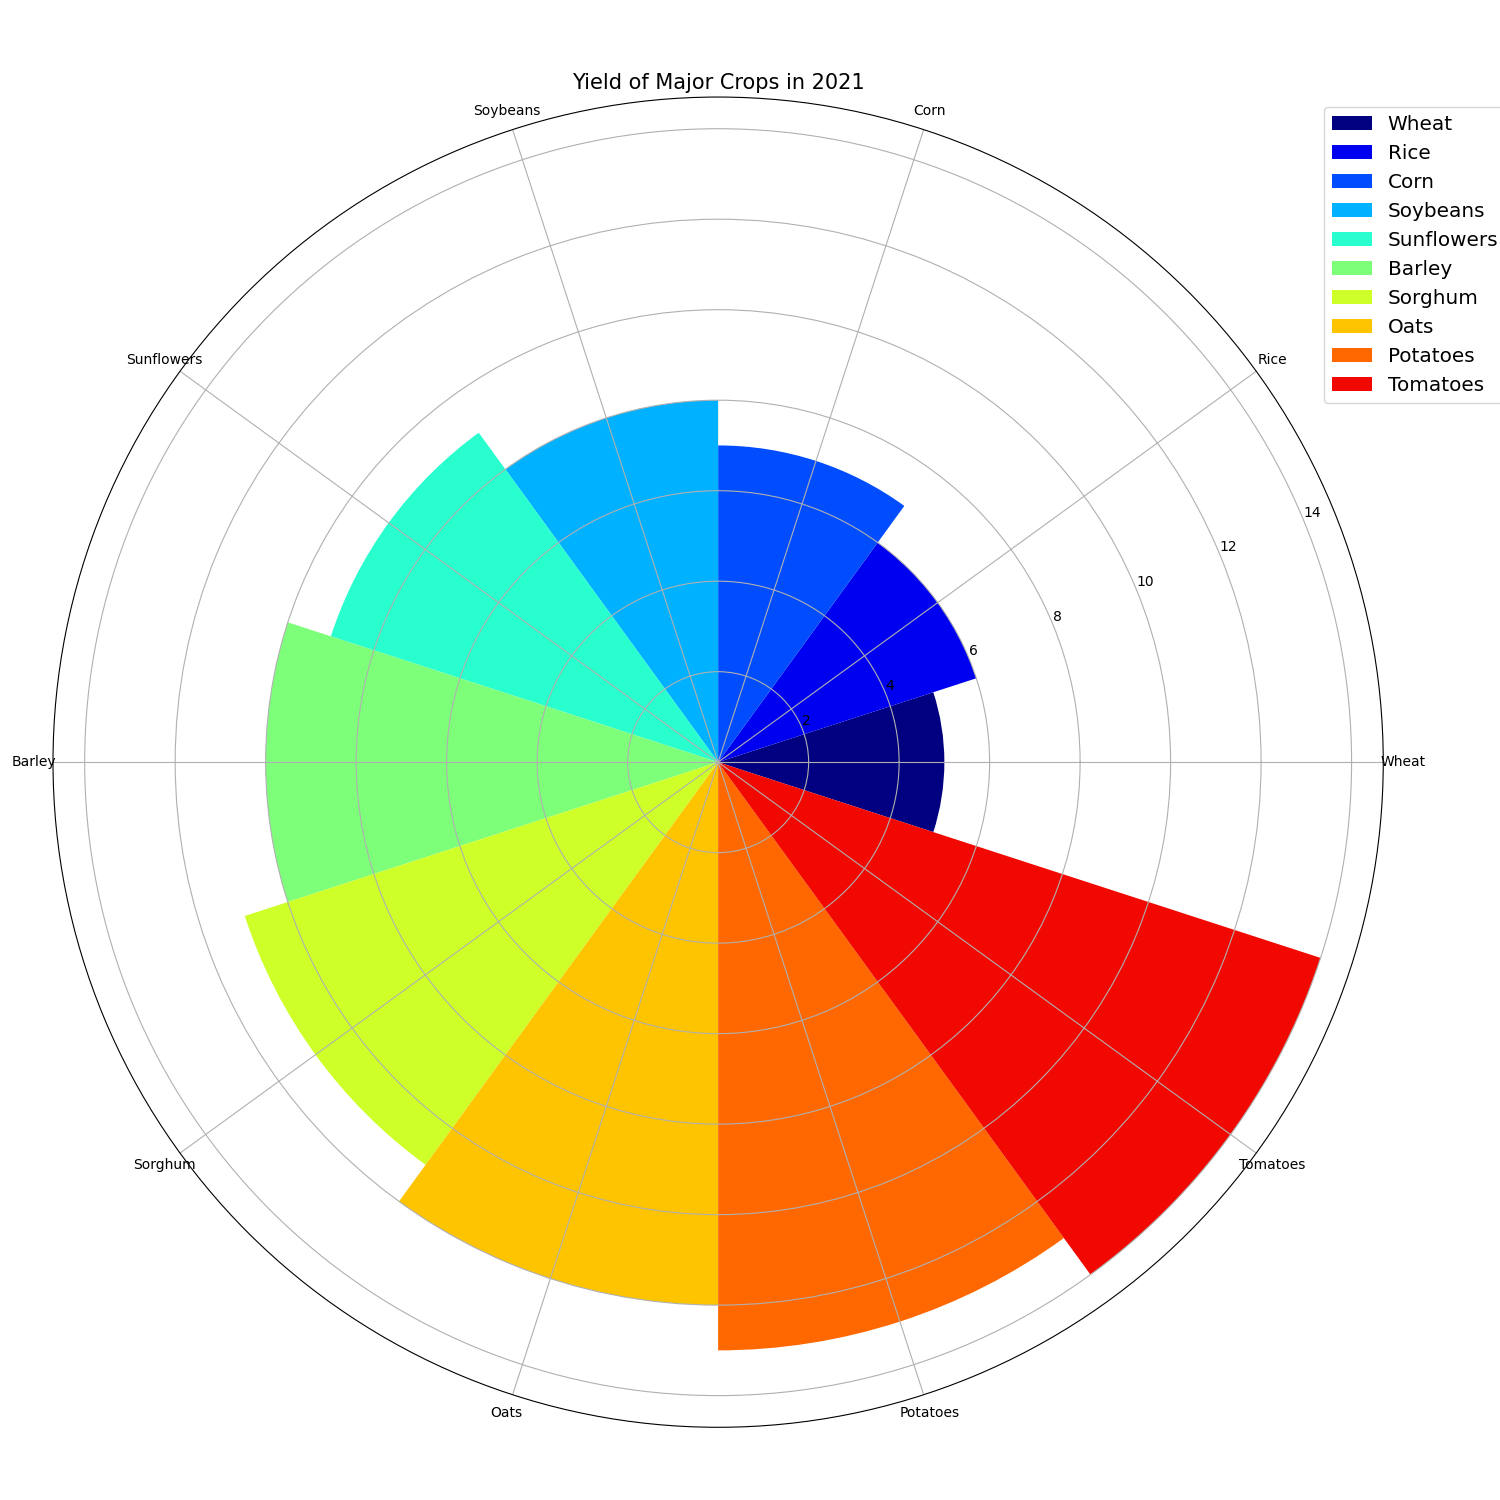 Yield of Major Crops in 2021
Soybeans
Corn
Wheat
Rice
Corn
Soybeans
Sunflowers
Barley
Sorghum
Oats
Potatoes
Tomatoes
Sunflowers
Rice
14
12
10
8
6
4
2
Barley
Wheat
Sorghum
Tomatoes
Oats
Potatoes